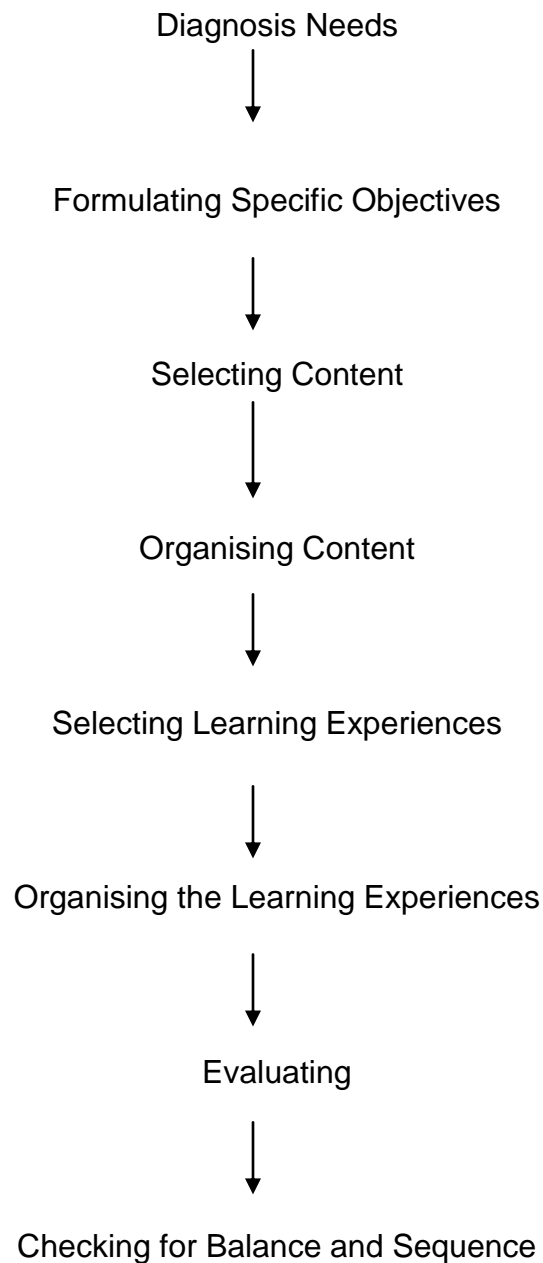 Diagnosis Needs
Formulating Specific Objectives
Selecting Content
Organising Content
Selecting Learning Experiences
Organising the Learning Experiences
Evaluating
Checking for Balance and Sequence